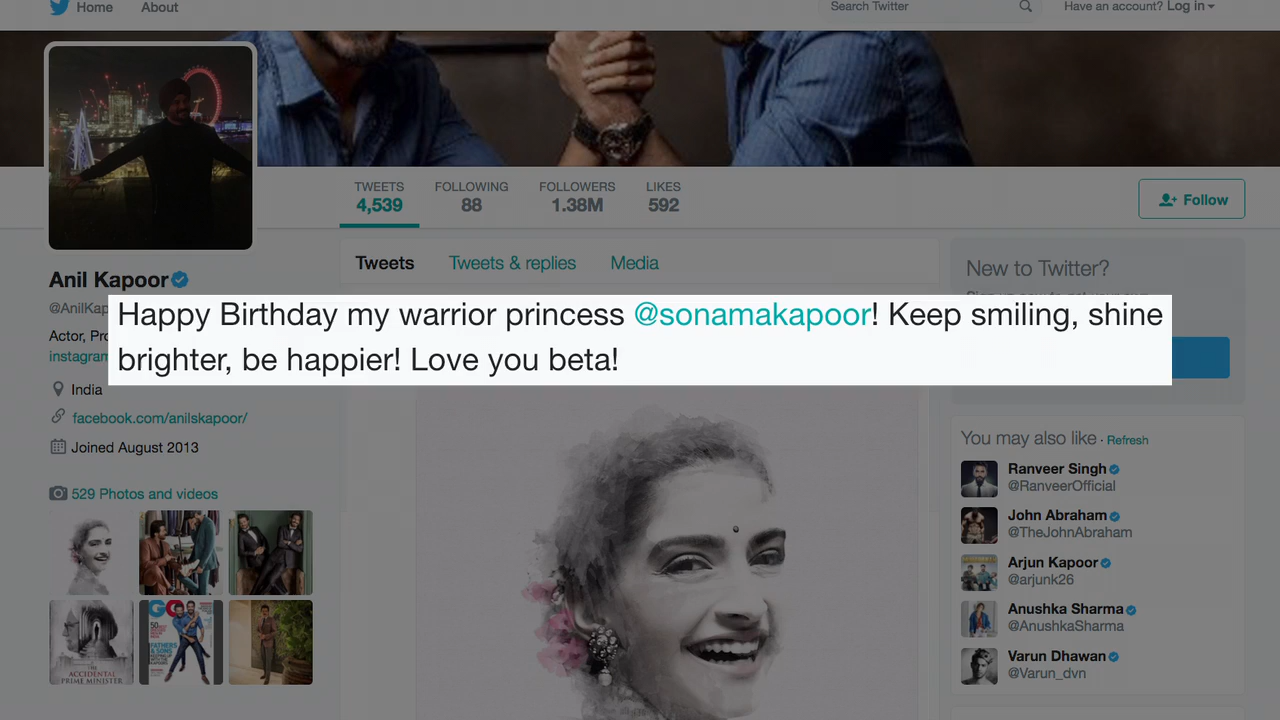 Home About
Search Twitter
Have an account? Log in
TWEETS FOLLOWING FOLLOWERS LIKES
4,539 88 1.38M 592
Follow
Anil Kapoor
@AnilKap
Actor, Pro
instagram
India
facebook.com/anilskapoor/
Joined August 2013
529 Photos and videos
THE
ACCIDENTAL
PRIME MINISTER
GQ
FATHERS
& SONS
Tweets Tweets & replies Media
Happy Birthday my warrior princess @sonamakapoor! Keep smiling, shine
brighter, be happier! Love you beta!
New to Twitter?
You may also like · Refresh
Ranveer Singh
@RanveerOfficial
John Abraham
@TheJohnAbraham
Arjun Kapoor
@arjunk26
Anushka Sharma
@AnushkaSharma
Varun Dhawan
@Varun_dvn